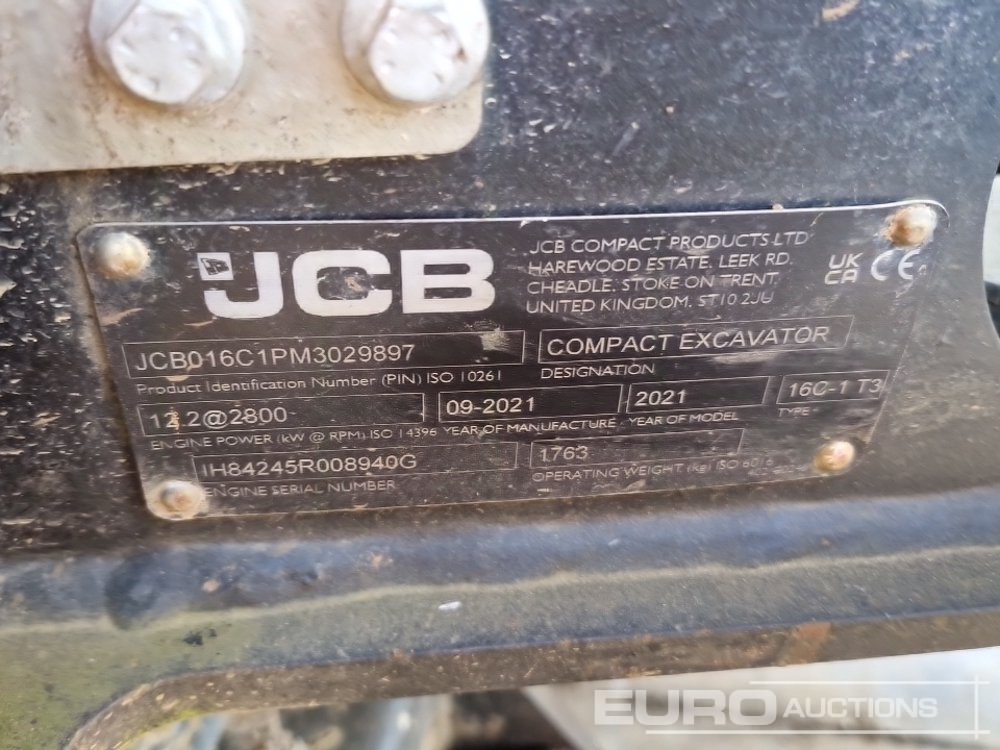 JCB
JCB COMPACT PRODUCTS LTD
HAREWOOD ESTATE, LEEK RD,
CHEADLE, STOKE ON TRENT,
UNITED KINGDOM, ST10 2JU
UK
CA
CE
JCB016C1PM3029897
COMPACT EXCAVATOR
Product Identification Number (PIN) ISO 10261
DESIGNATION
12.2@2800
09-2021
2021
16C-1 T3
ENGINE POWER (kW @ RPM) ISO 14396
YEAR OF MANUFACTURE
YEAR OF MODEL
TYPE
IH84245R008940G
1763
ENGINE SERIAL NUMBER
OPERATING WEIGHT (kg) ISO
EURO AUCTIONS